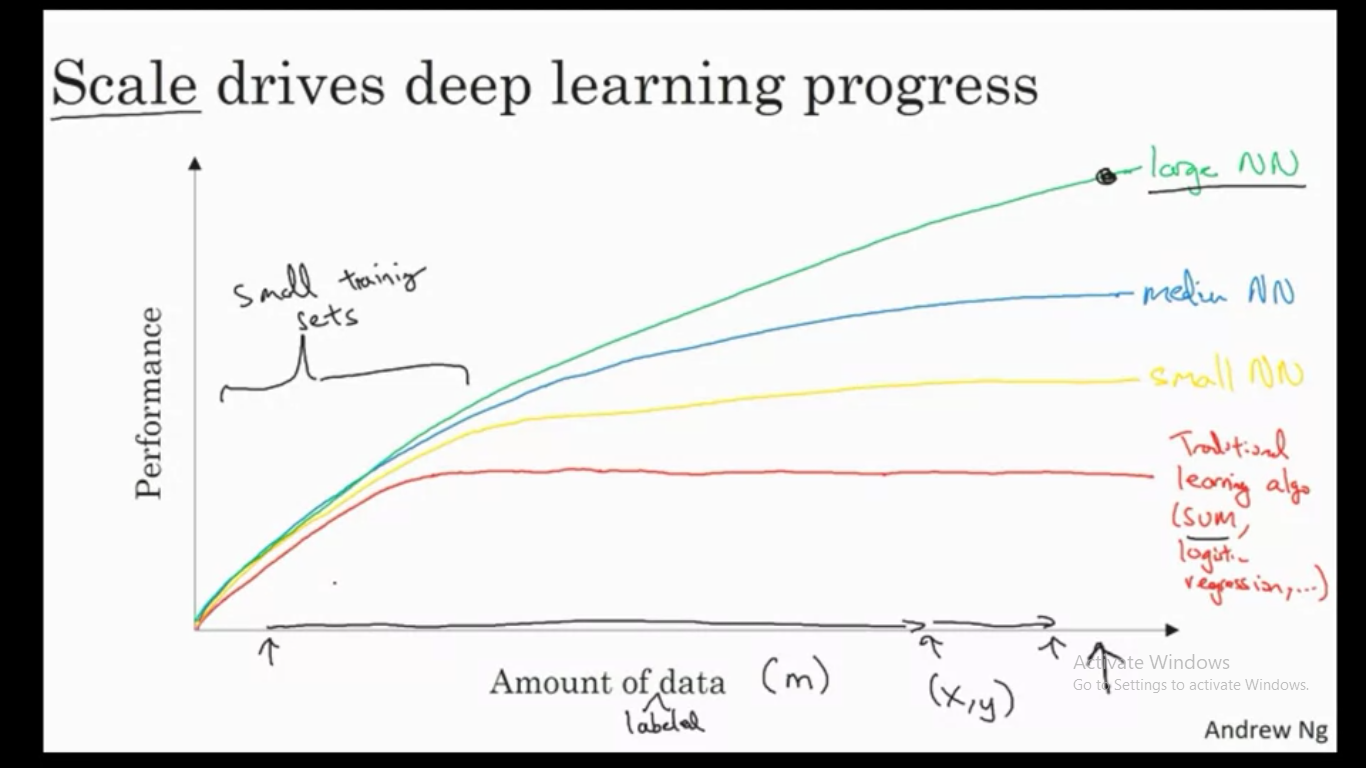 Scale drives deep learning progress
large NN
small training
sets
medium NN
Performance
small NN
Traditional
learning algo
(SVM,
logistic
regression,...)
Amount of data (m)
labeled
(x,y)
Activate Windows
Go to Settings to activate Windows.
Andrew Ng